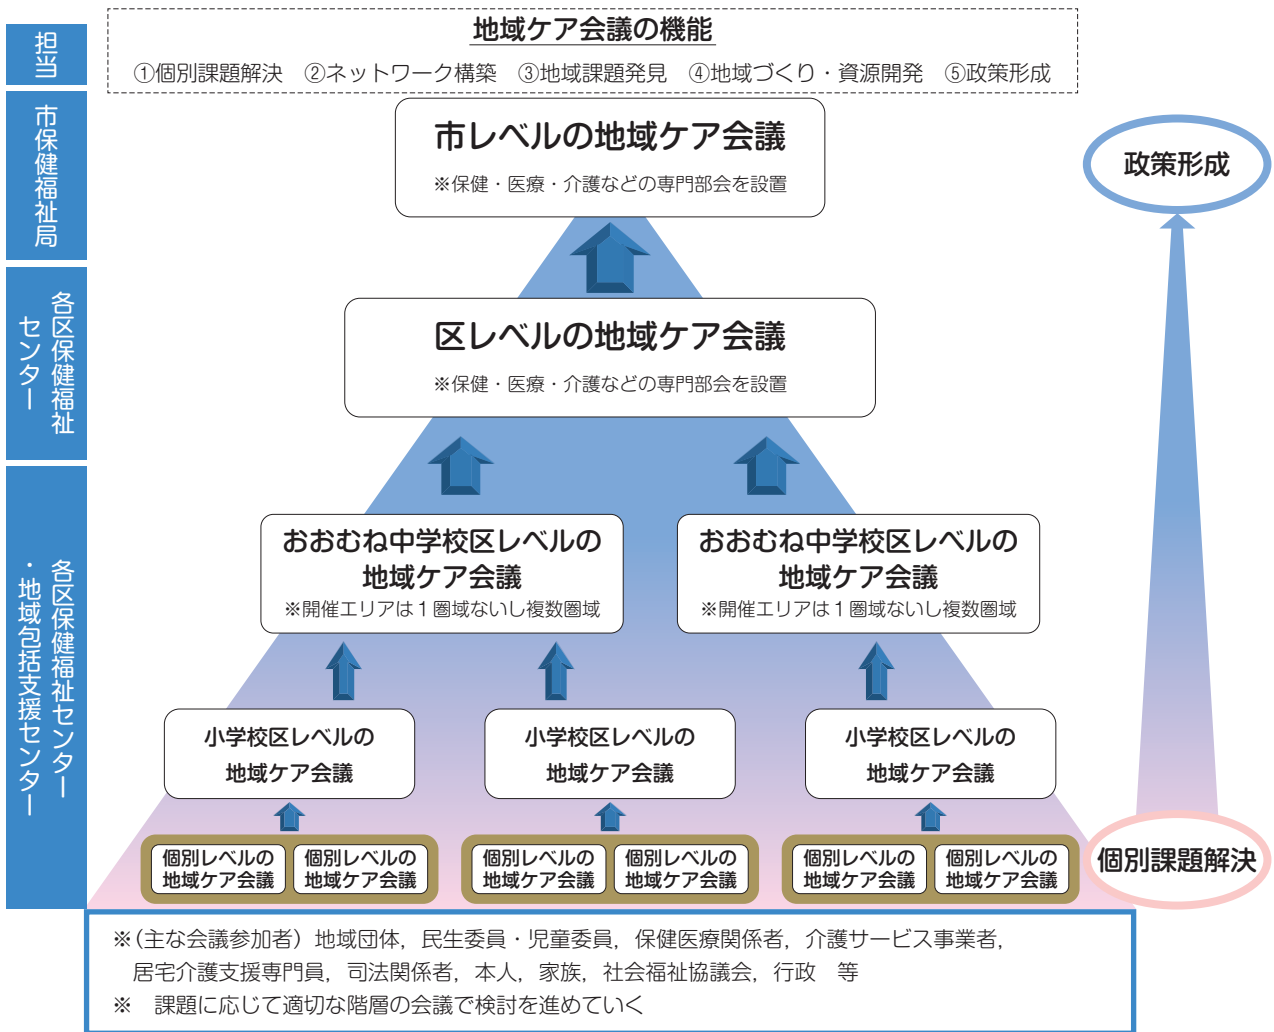 担当
地域ケア会議の機能
①個別課題解決　②ネットワーク構築　③地域課題発見　④地域づくり・資源開発　⑤政策形成
市保健福祉局
市レベルの地域ケア会議
※保健・医療・介護などの専門部会を設置
政策形成
各区保健福祉
センター
区レベルの地域ケア会議
※保健・医療・介護などの専門部会を設置
各区保健福祉センター
・地域包括支援センター
おおむね中学校区レベルの
地域ケア会議
※開催エリアは１圏域ないし複数圏域
おおむね中学校区レベルの
地域ケア会議
※開催エリアは１圏域ないし複数圏域
小学校区レベルの
地域ケア会議
小学校区レベルの
地域ケア会議
小学校区レベルの
地域ケア会議
個別レベルの
地域ケア会議
個別レベルの
地域ケア会議
個別レベルの
地域ケア会議
個別レベルの
地域ケア会議
個別レベルの
地域ケア会議
個別レベルの
地域ケア会議
個別課題解決
※（主な会議参加者）地域団体，民生委員・児童委員，保健医療関係者，介護サービス事業者，
居宅介護支援専門員，司法関係者，本人，家族，社会福祉協議会，行政　等
※　課題に応じて適切な階層の会議で検討を進めていく